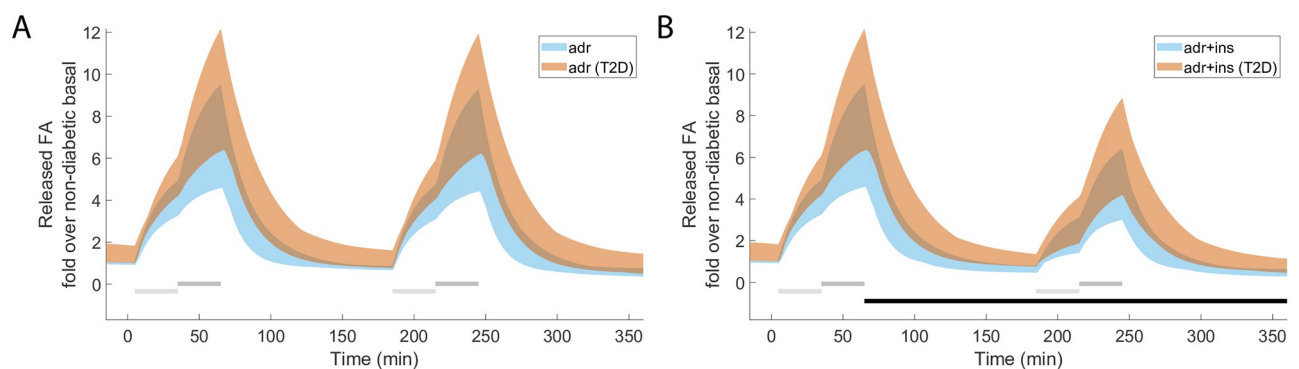 A
Released FA
fold over non-diabetic basal
12
10
8
6
4
2
0
adr
adr (T2D)
0 50 100 150 200 250 300 350
Time (min)
B
Released FA
fold over non-diabetic basal
12
10
8
6
4
2
0
adr+ins
adr+ins (T2D)
0 50 100 150 200 250 300 350
Time (min)